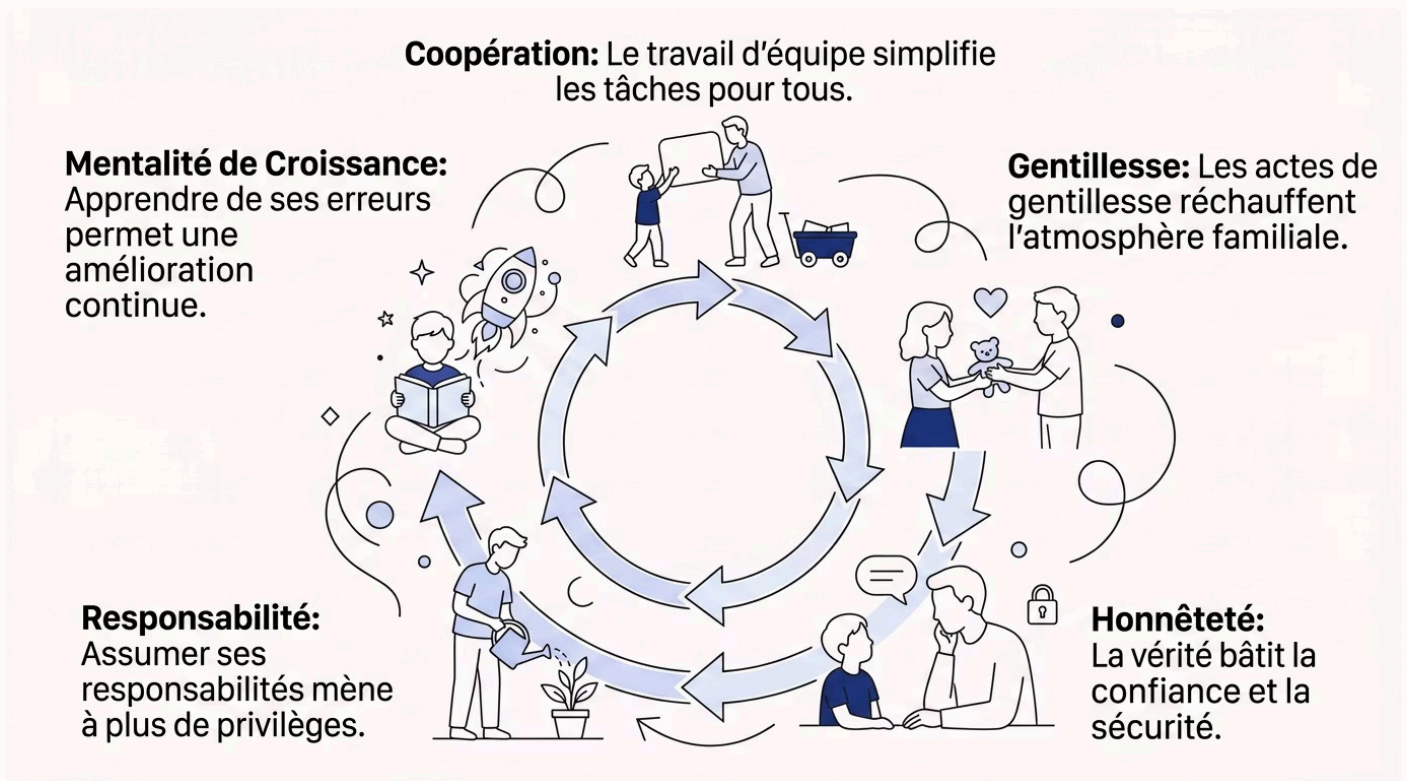 Coopération: Le travail d'équipe simplifie
les tâches pour tous.
Mentalité de Croissance:
Apprendre de ses erreurs
permet une
amélioration
continue.
Gentillesse: Les actes de
gentillesse réchauffent
l'atmosphère familiale.
Responsabilité:
Assumer ses
responsabilités mène
à plus de privilèges.
Honnêteté:
La vérité bâtit la
confiance et la
sécurité.